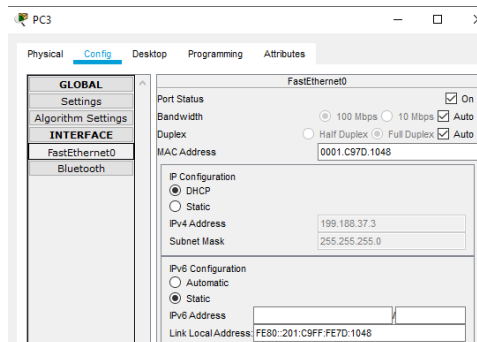 PC3
Physical Config Desktop Programming Attributes
GLOBAL
Settings
Algorithm Settings
INTERFACE
FastEthernet0
Bluetooth
FastEthernet0
Port Status On
Bandwidth 100 Mbps 10 Mbps Auto
Duplex Half Duplex Full Duplex Auto
MAC Address 0001.C97D.1048
IP Configuration
DHCP
Static
IPv4 Address 199.188.37.3
Subnet Mask 255.255.255.0
IPv6 Configuration
Automatic
Static
IPv6 Address /
Link Local Address: FE80::201:C9FF:FE7D:1048